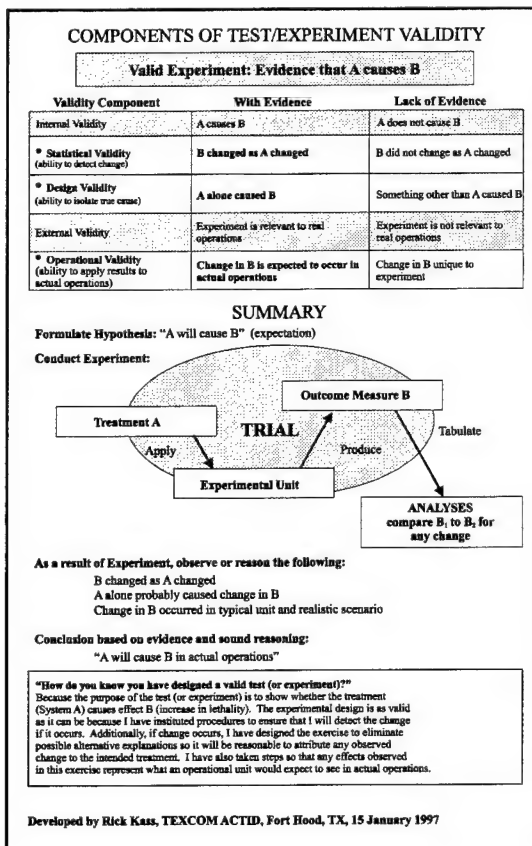 COMPONENTS OF TEST/EXPERIMENT VALIDITY
Valid Experiment: Evidence that A causes B
Validity Component With Evidence Lack of Evidence
Internal Validity A causes B A does not cause B
* Statistical Validity
(ability to detect change) B changed as A changed B did not change as A changed
* Design Validity
(ability to isolate true cause) A alone caused B Something other than A caused B
External Validity Experiment is relevant to real operations Experiment is not relevant to real operations
* Operational Validity
(ability to apply results to actual operations) Change in B is expected to occur in actual operations Change in B unique to experiment
SUMMARY
Formulate Hypothesis: "A will cause B" (expectation)
Conduct Experiment:
Outcome Measure B
Treatment A
TRIAL
Tabulate
Apply
Produce
Experimental Unit
ANALYSES
compare B₁ to B₂ for
any change
As a result of Experiment, observe or reason the following:
B changed as A changed
A alone probably caused change in B
Change in B occurred in typical unit and realistic scenario
Conclusion based on evidence and sound reasoning:
"A will cause B in actual operations"
"How do you know you have designed a valid test (or experiment)?"
Because the purpose of the test (or experiment) is to show whether the treatment
(System A) causes effect B (increase in lethality). The experimental design is as valid
as it can be because I have instituted procedures to ensure that I will detect the change
if it occurs. Additionally, if change occurs, I have designed the exercise to eliminate
possible alternative explanations so it will be reasonable to attribute any observed
change to the intended treatment. I have also taken steps so that any effects observed
in this exercise represent what an operational unit would expect to see in actual operations.
Developed by Rick Kass, TEXCOM ACTID, Fort Hood, TX, 15 January 1997